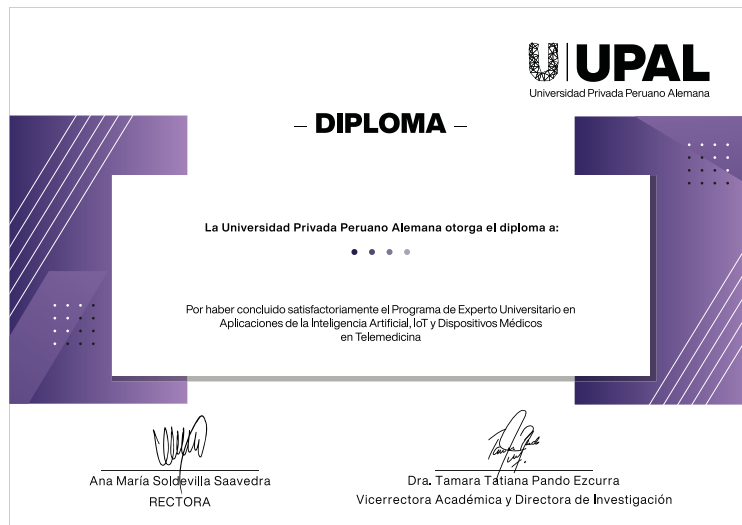 UPAL
Universidad Privada Peruano Alemana
– DIPLOMA –
La Universidad Privada Peruano Alemana otorga el diploma a:
Por haber concluido satisfactoriamente el Programa de Experto Universitario en
Aplicaciones de la Inteligencia Artificial, IoT y Dispositivos Médicos
en Telemedicina
Ana María Soldevilla Saavedra
RECTORA
Dra. Tamara Tatiana Pando Ezcurra
Vicerrectora Académica y Directora de Investigación